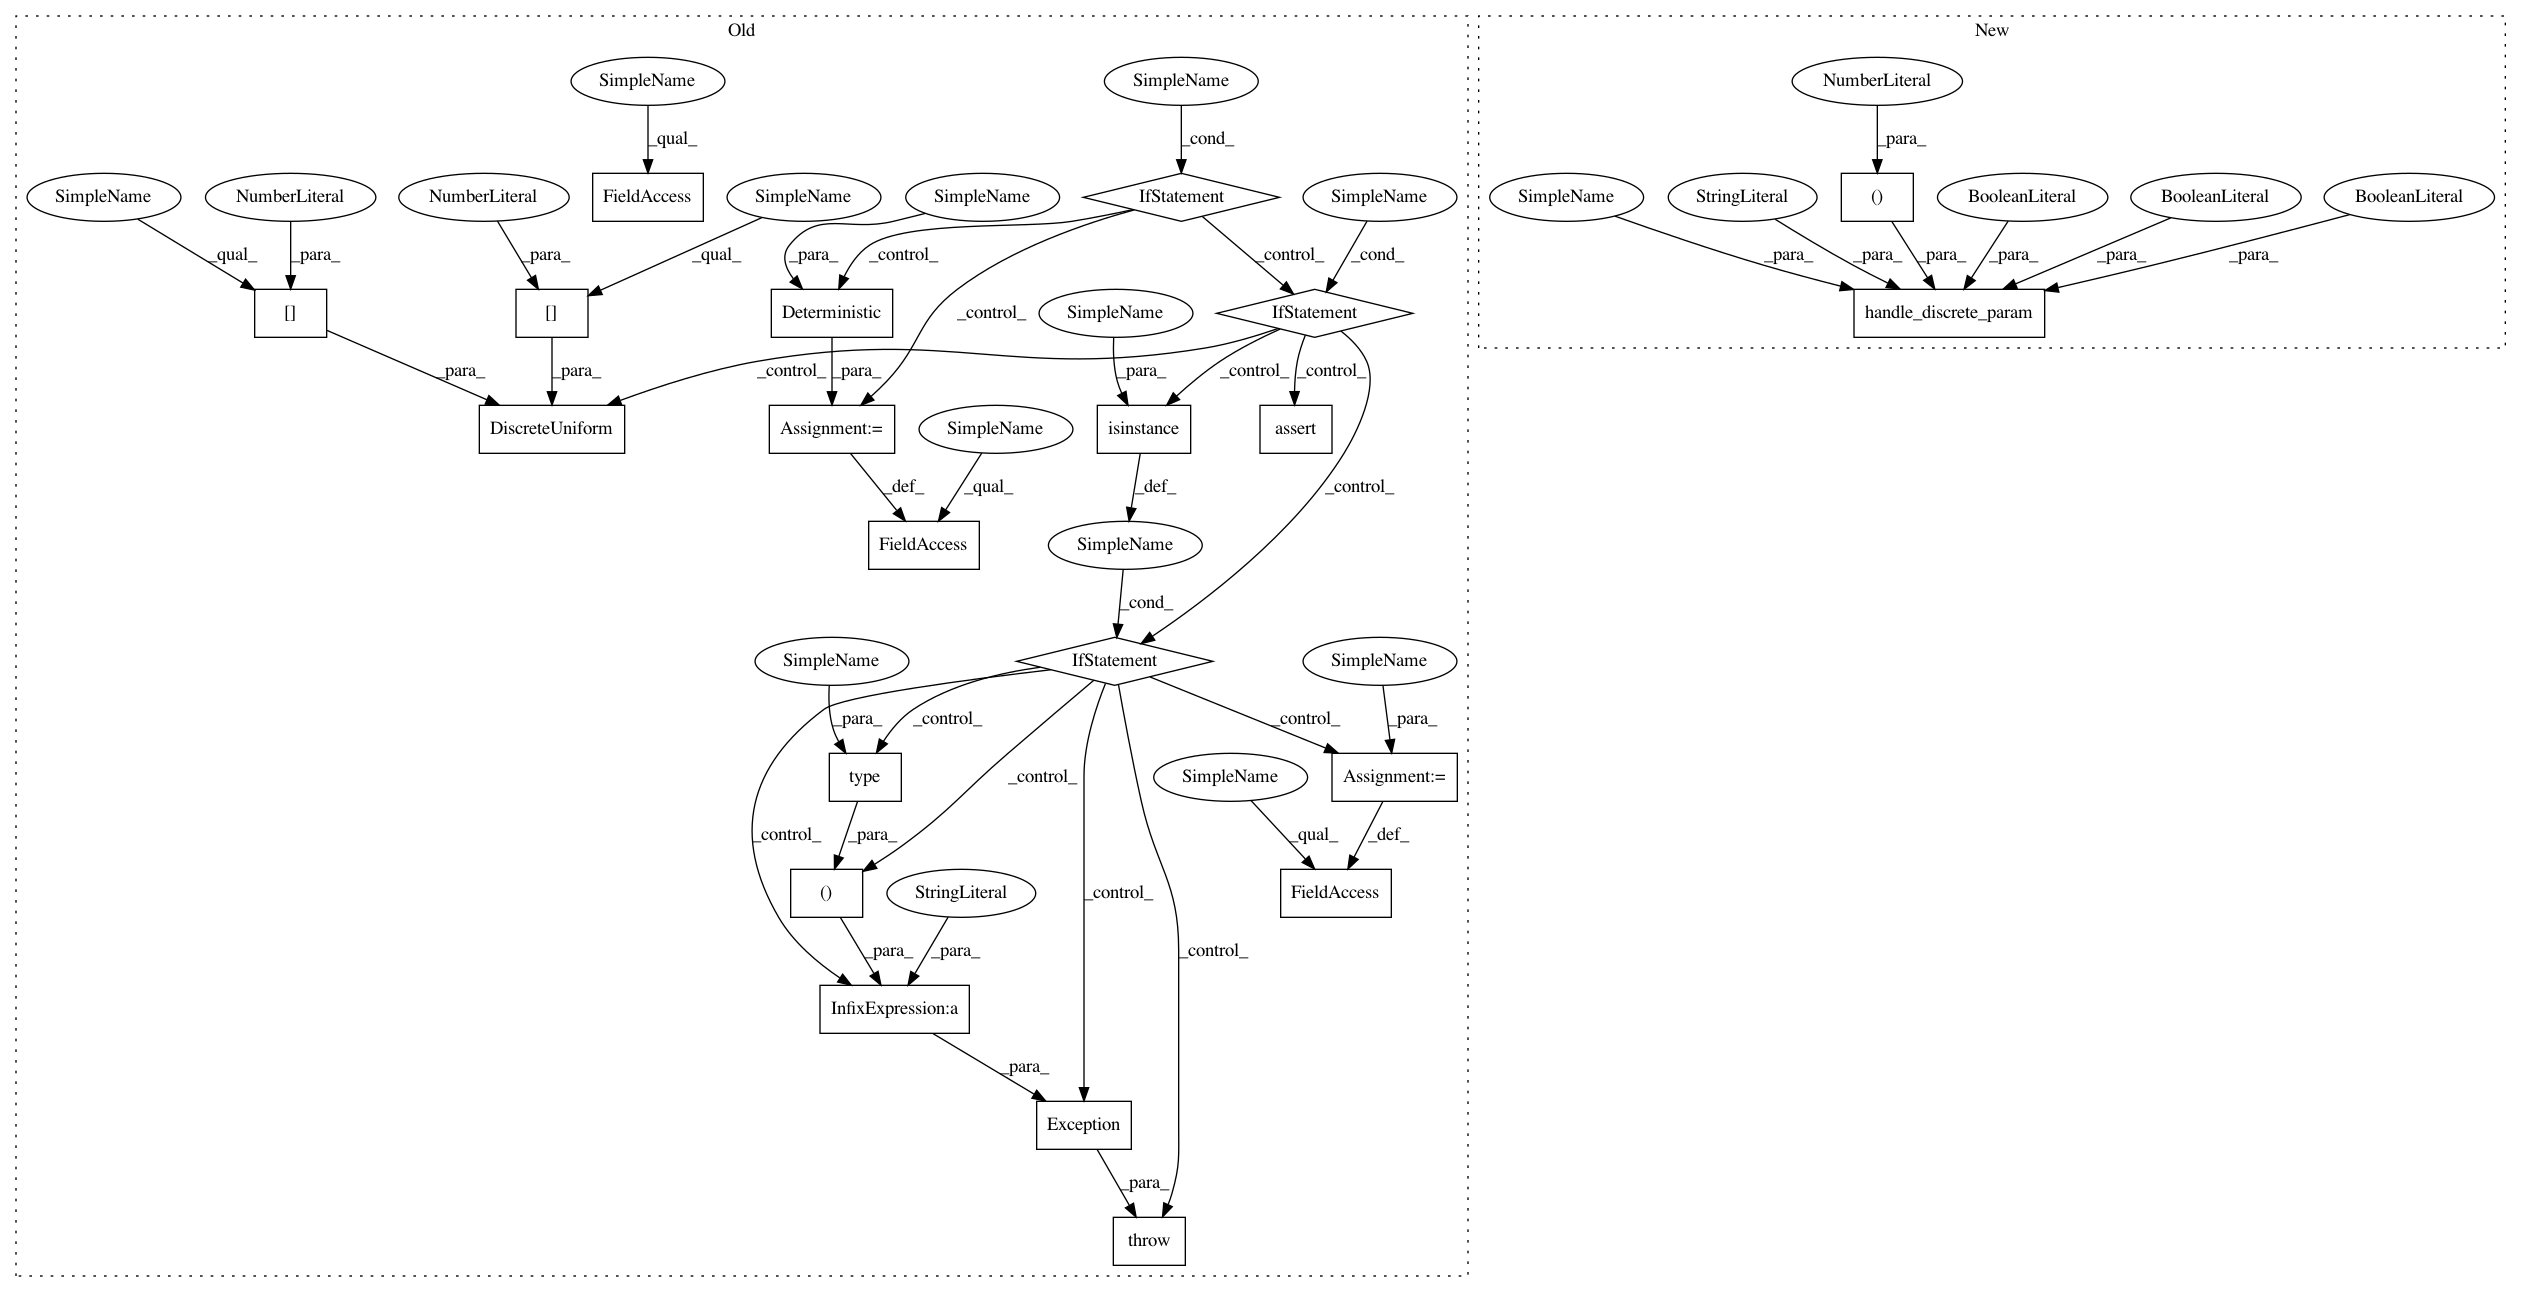 Old
New
SimpleName
SimpleName
NumberLiteral
_qual_
_cond_
_para_
SimpleName
NumberLiteral
NumberLiteral
SimpleName
FieldAccess
SimpleName
IfStatement
SimpleName
SimpleName
StringLiteral
()
BooleanLiteral
BooleanLiteral
BooleanLiteral
_qual_
_para_
_para_
_qual_
_para_
_control_
_control_
_cond_
_para_
_para_
_para_
_para_
_para_
_para_
[]
[]
Deterministic
_control_
SimpleName
IfStatement
handle_discrete_param
_para_
_para_
_control_
_para_
_para_
_control_
_control_
DiscreteUniform
Assignment:=
SimpleName
isinstance
assert
_def_
_qual_
_def_
_control_
FieldAccess
SimpleName
_cond_
SimpleName
IfStatement
SimpleName
_para_
_control_
_control_
_para_
type
_control_
SimpleName
Assignment:=
_control_
_para_
_qual_
_def_
()
StringLiteral
_control_
FieldAccess
_para_
_para_
_control_
InfixExpression:a
_para_
Exception
_para_
throw